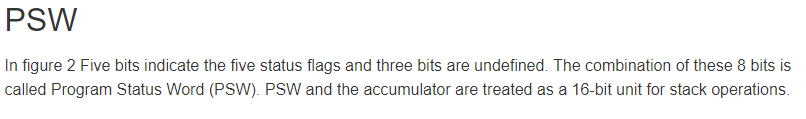 PSW
In figure 2 Five bits indicate the five status flags and three bits are undefined. The combination of these 8 bits is
called Program Status Word (PSW). PSW and the accumulator are treated as a 16-bit unit for stack operations.